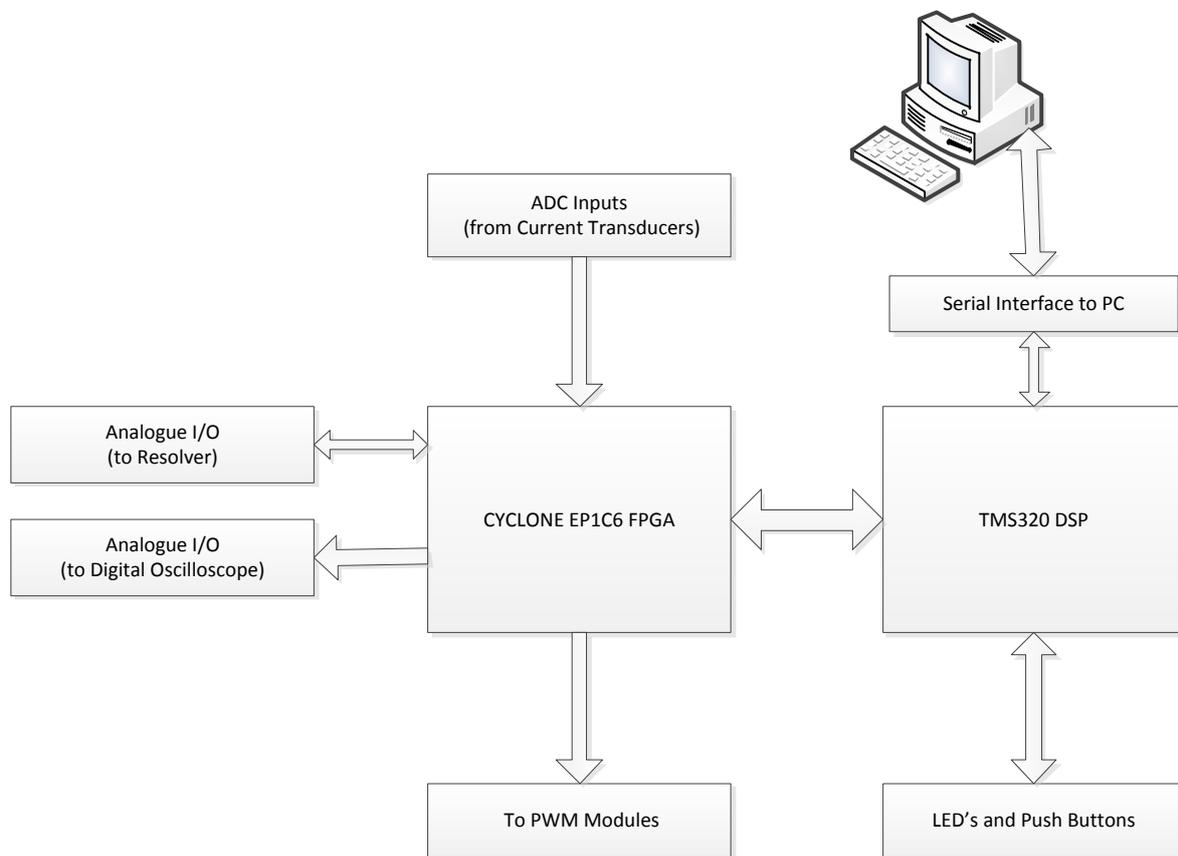 ADC Inputs
(from Current Transducers)
Serial Interface to PC
Analogue I/O
(to Resolver)
Analogue I/O
(to Digital Oscilloscope)
CYCLONE EP1C6 FPGA
TMS320 DSP
To PWM Modules
LED's and Push Buttons